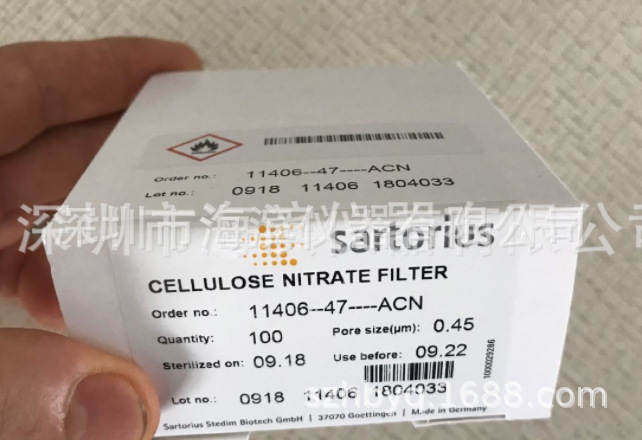 Order no.: 11406--47----ACN
Lot no.: 0918 11406 1804033
深圳市海滨仪器有限公司
sartorius
CELLULOSE NITRATE FILTER
Order no.: 11406--47----ACN
Quantity: 100 Pore size(µm): 0.45
Sterilized on: 09.18 Use before: 09.22
1000029286
Lot no.: 0918 11406 1804033
szhbyq.1688.com
Sartorius Stedim Biotech GmbH | 37070 Goettingen | Made in Germany